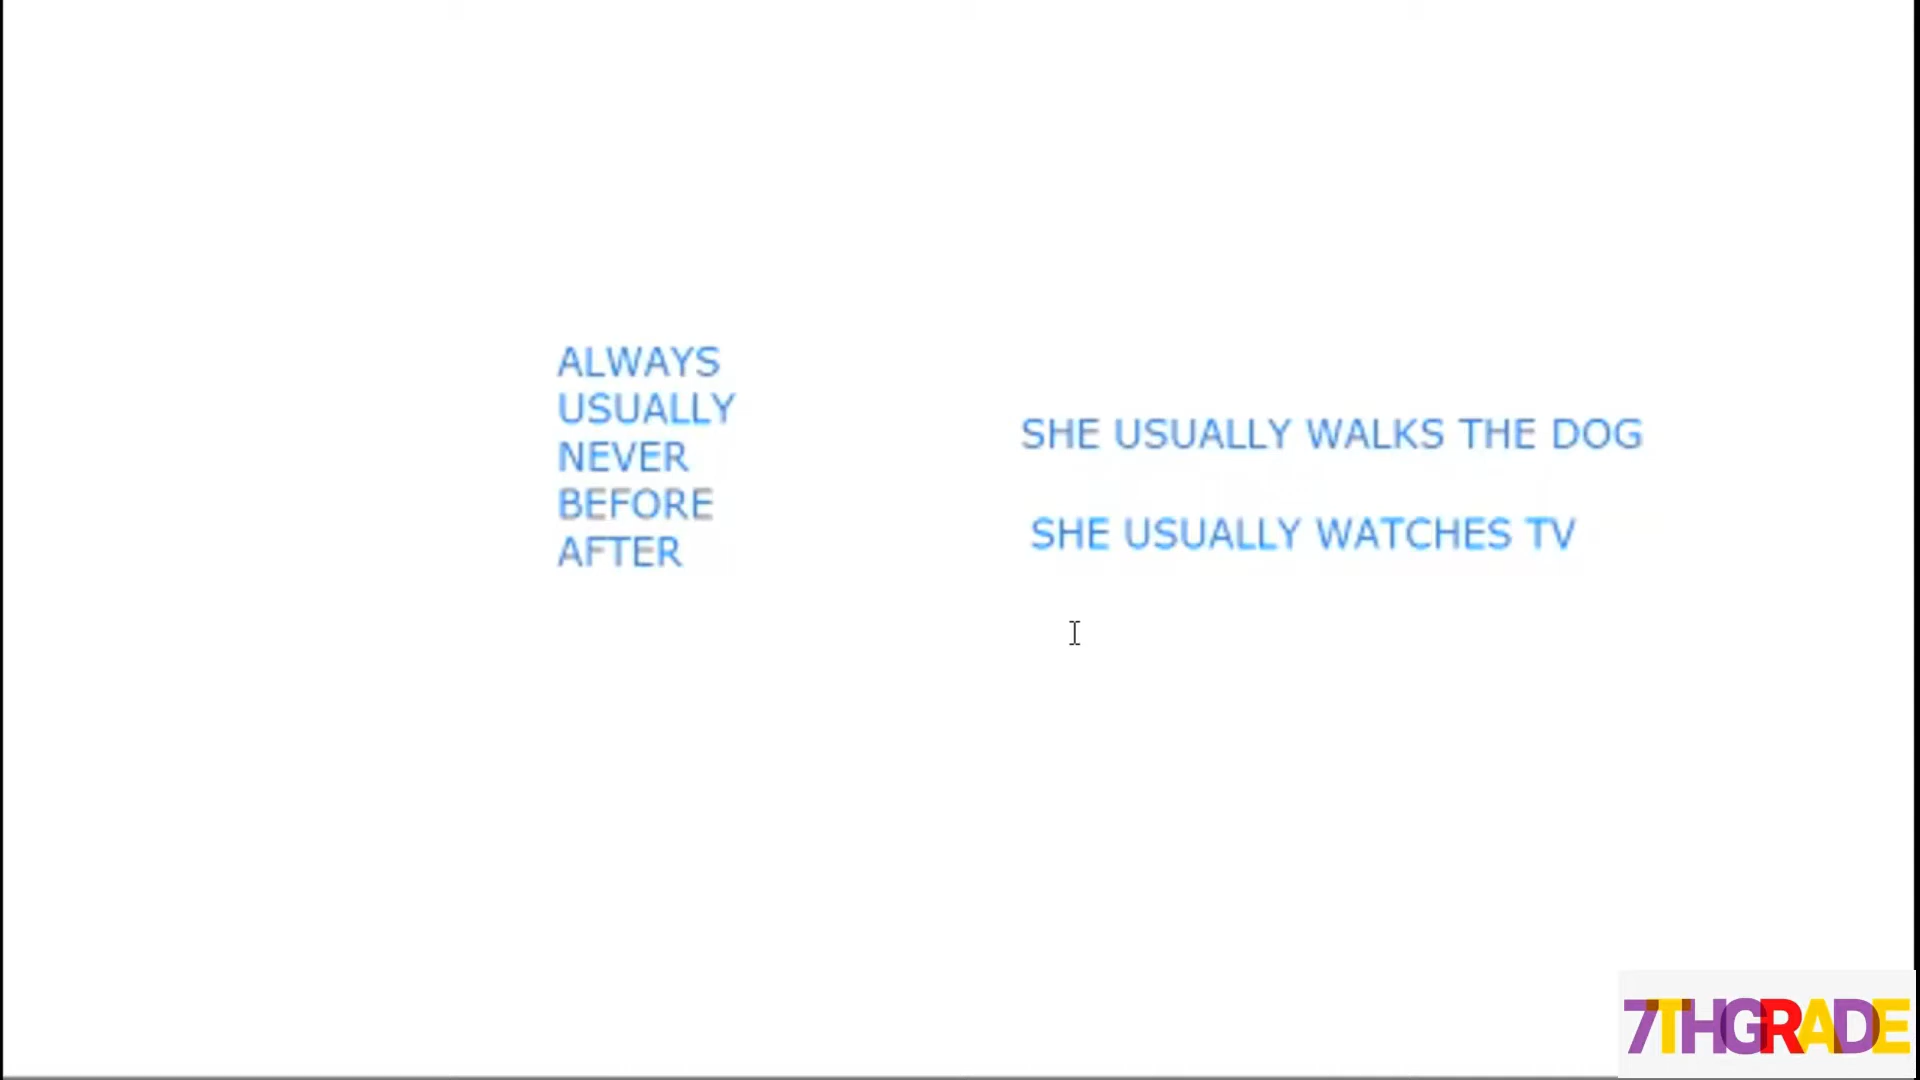 ALWAYS
USUALLY
NEVER
BEFORE
AFTER
SHE USUALLY WALKS THE DOG
SHE USUALLY WATCHES TV
7THGRADE